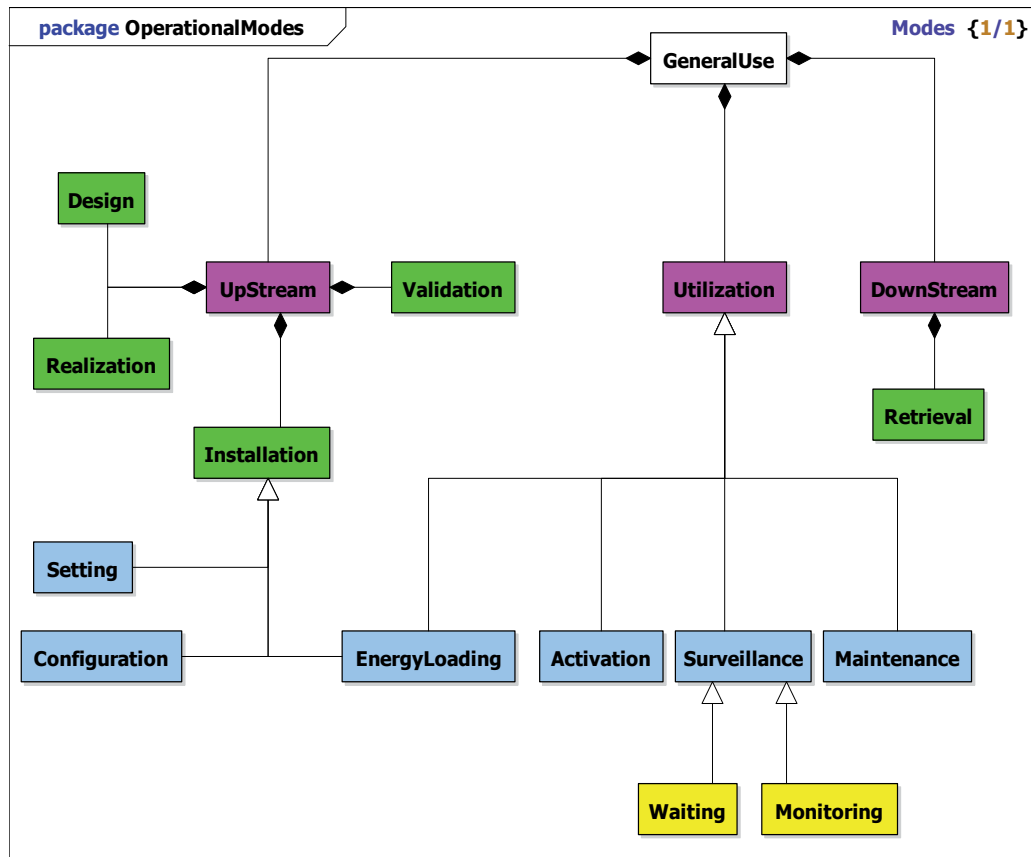 package OperationalModes
Modes {1/1}
GeneralUse
Design
UpStream
Validation
Utilization
DownStream
Realization
Retrieval
Installation
Setting
Configuration
EnergyLoading
Activation
Surveillance
Maintenance
Waiting
Monitoring